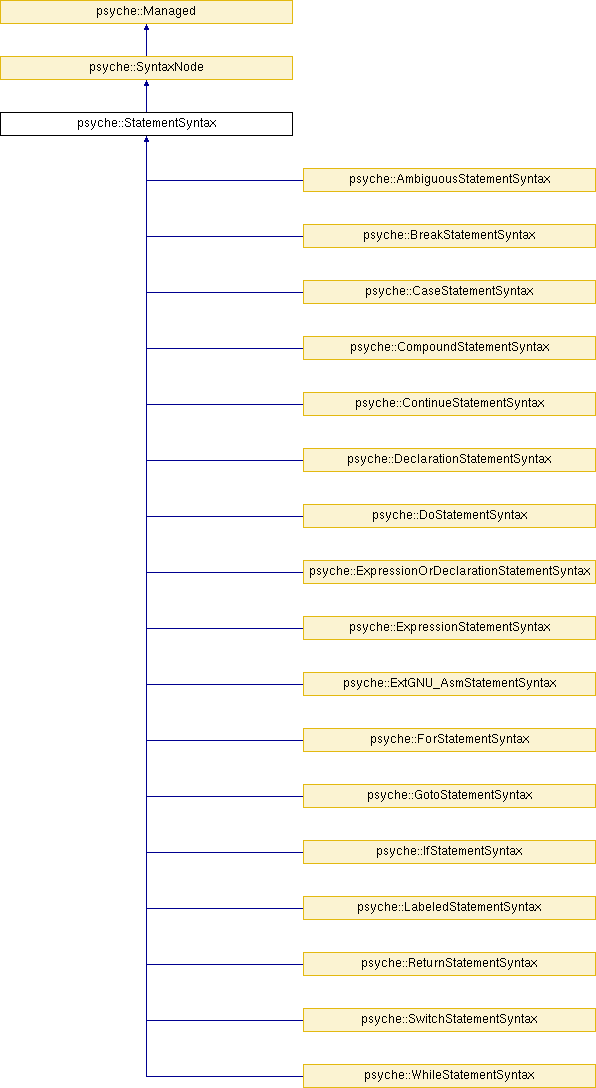 psyche::Managed
psyche::SyntaxNode
psyche::StatementSyntax
psyche::AmbiguousStatementSyntax
psyche::BreakStatementSyntax
psyche::CaseStatementSyntax
psyche::CompoundStatementSyntax
psyche::ContinueStatementSyntax
psyche::DeclarationStatementSyntax
psyche::DoStatementSyntax
psyche::ExpressionOrDeclarationStatementSyntax
psyche::ExpressionStatementSyntax
psyche::ExtGNU_AsmStatementSyntax
psyche::ForStatementSyntax
psyche::GotoStatementSyntax
psyche::IfStatementSyntax
psyche::LabeledStatementSyntax
psyche::ReturnStatementSyntax
psyche::SwitchStatementSyntax
psyche::WhileStatementSyntax